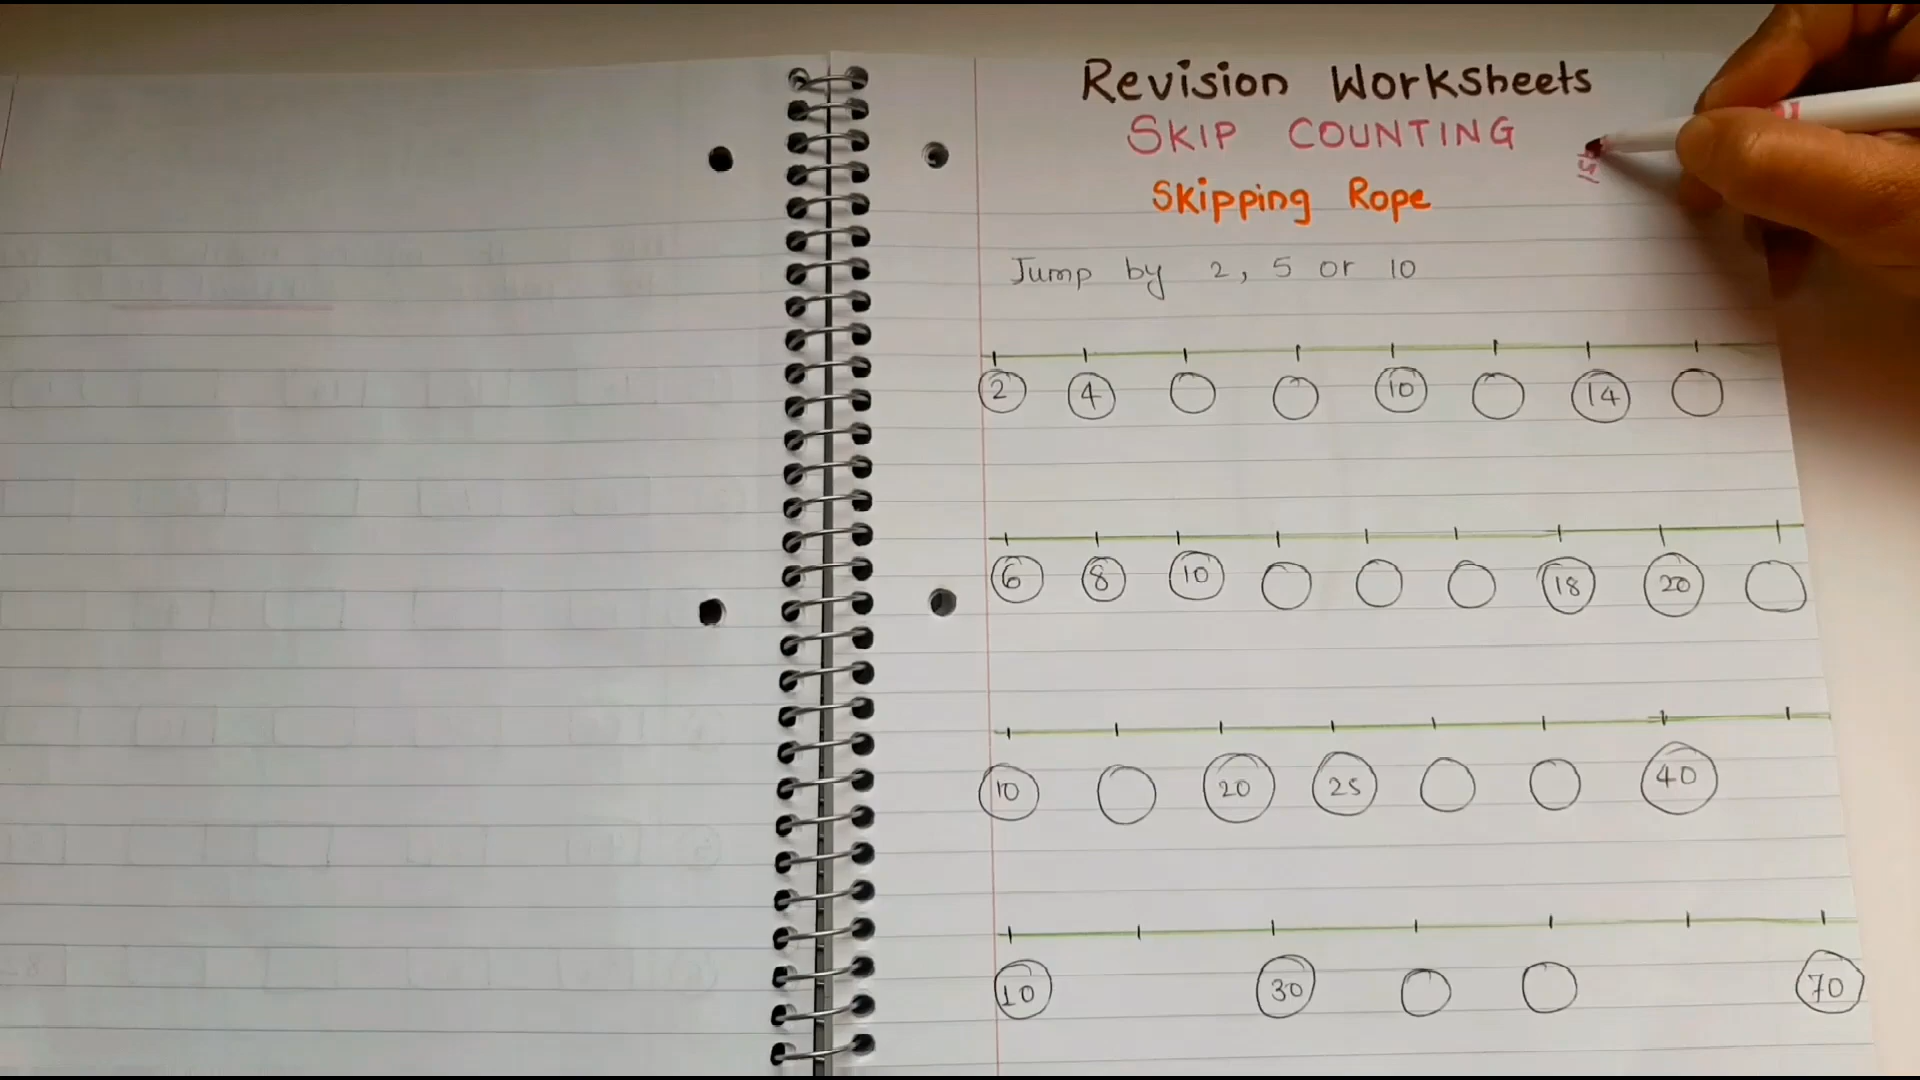 Revision Worksheets
SKIP COUNTING
Skipping Rope
Jump by 2, 5 or 10
2 4 10 14
6 8 10 18 20
10 20 25 40
10 30 70